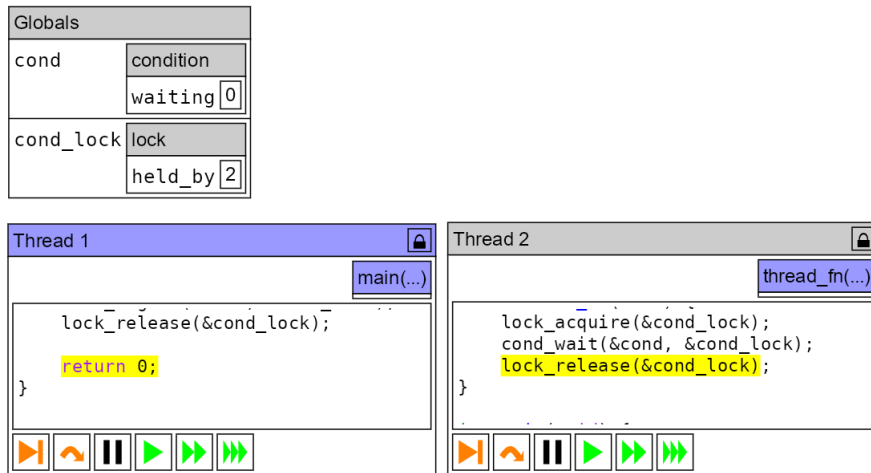 Globals
cond
condition
waiting 0
cond_lock
lock
held_by 2
Thread 1
main(...)
lock_release(&cond_lock);
return 0;
}
Thread 2
thread_fn(...)
lock_acquire(&cond_lock);
cond_wait(&cond, &cond_lock);
lock_release(&cond_lock);
}